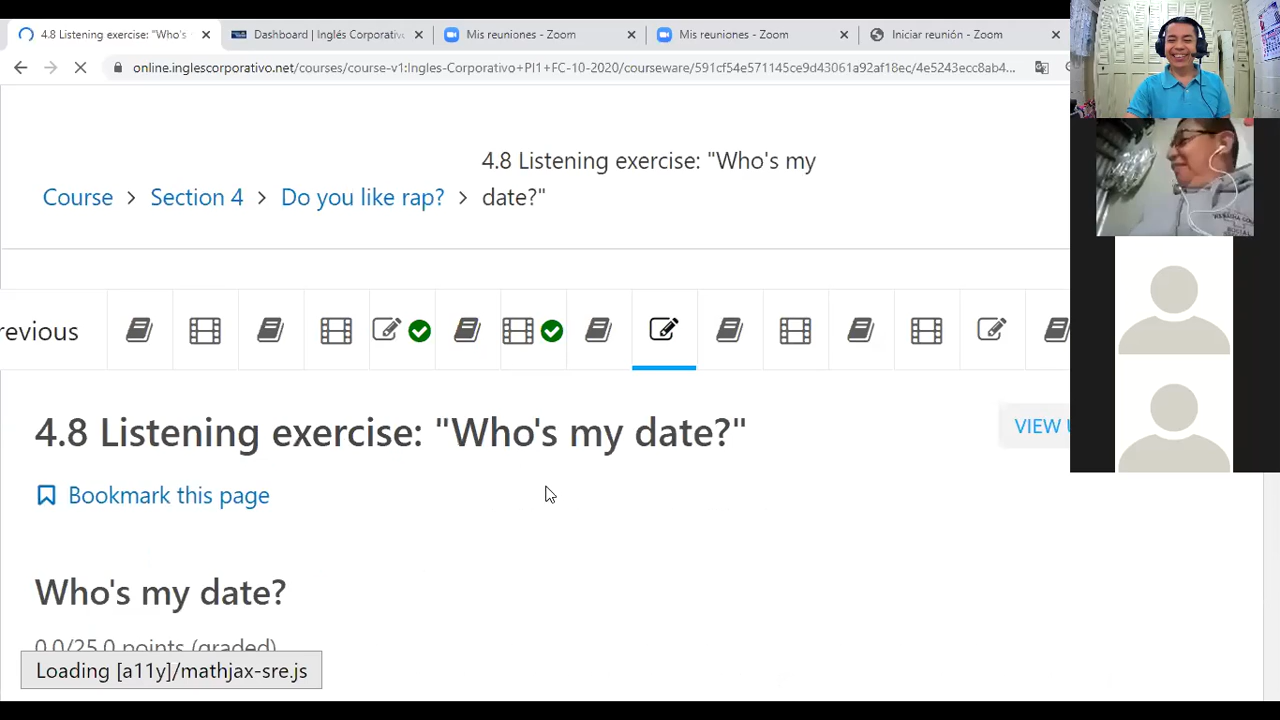 4.8 Listening exercise: "Who's
Dashboard | Inglés Corporativo
Mis reuniones - Zoom
Mis reuniones - Zoom
Iniciar reunión - Zoom
online.inglescorporativo.net/courses/course-v1:Ingles-Corporativo+PI1+FC-10-2020/courseware/591cf54e571145ce9d43061a92af18ec/4e5243ecc8ab4...
Course > Section 4 > Do you like rap? > 4.8 Listening exercise: "Who's my
date?"
revious
4.8 Listening exercise: "Who's my date?"
VIEW
Bookmark this page
Who's my date?
0.0/25.0 points (graded)
Loading [a11y]/mathjax-sre.js